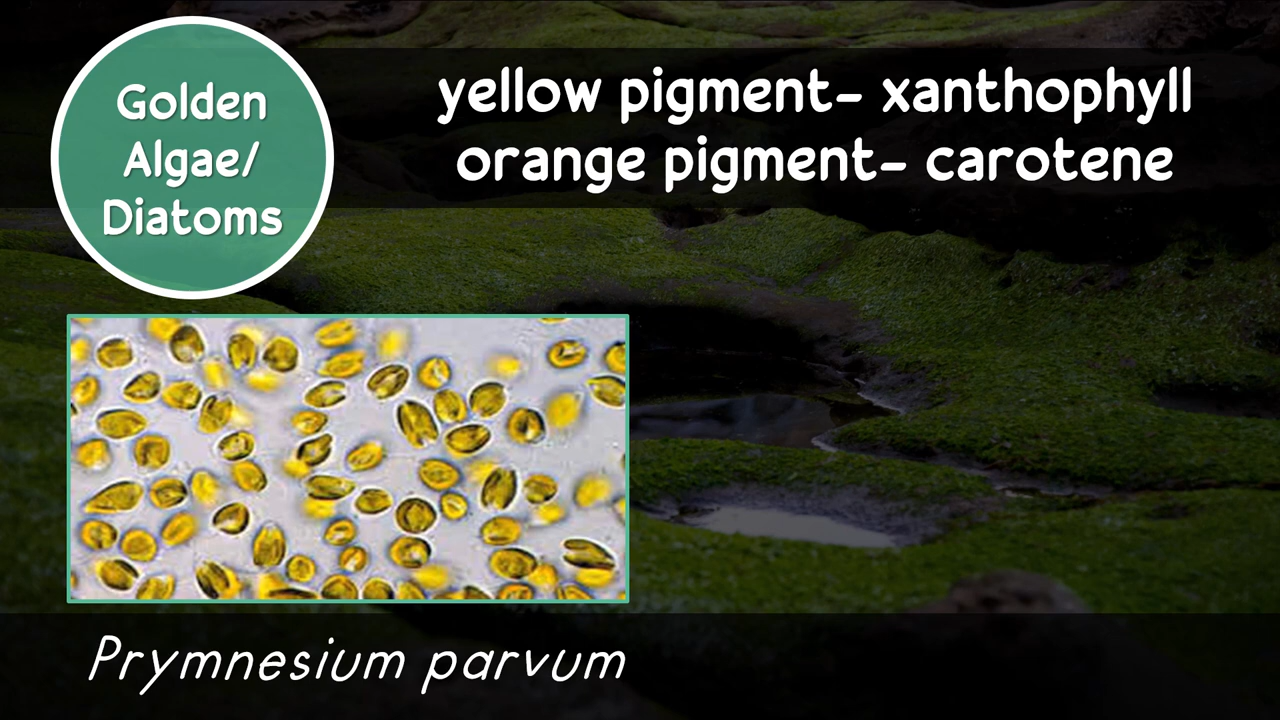 Golden
Algae/
Diatoms
yellow pigment- xanthophyll
orange pigment- carotene
Prymnesium parvum